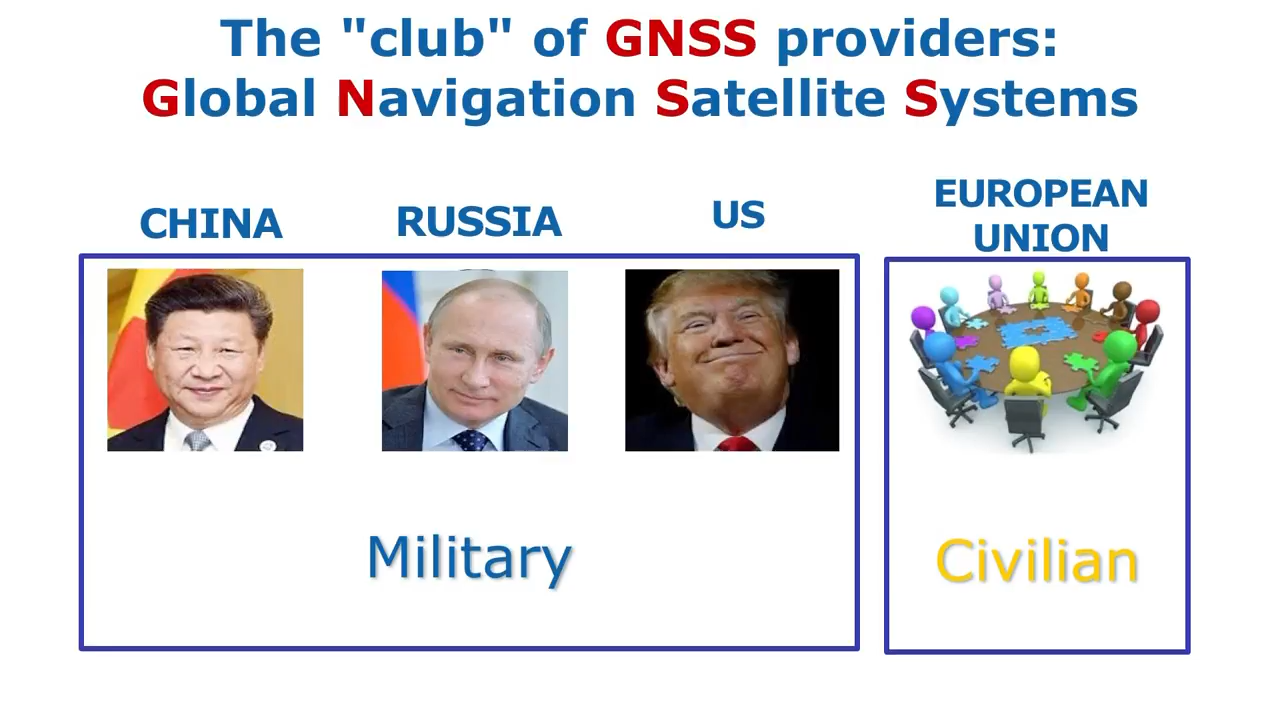 The "club" of GNSS providers:
Global Navigation Satellite Systems
CHINA
RUSSIA
US
EUROPEAN
UNION
Military
Civilian